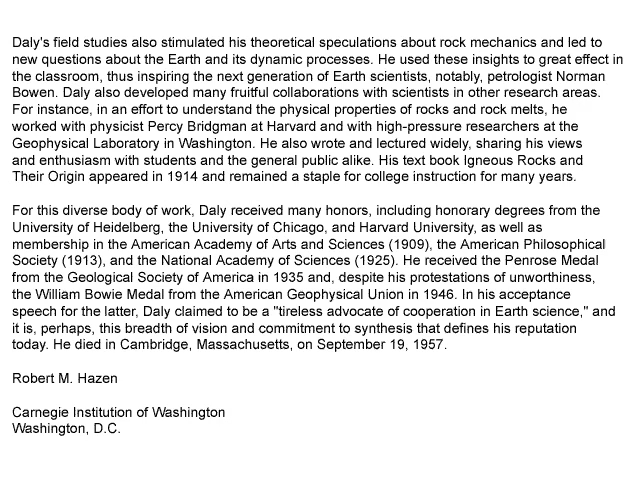 Daly's field studies also stimulated his theoretical speculations about rock mechanics and led to
new questions about the Earth and its dynamic processes. He used these insights to great effect in
the classroom, thus inspiring the next generation of Earth scientists, notably, petrologist Norman
Bowen. Daly also developed many fruitful collaborations with scientists in other research areas.
For instance, in an effort to understand the physical properties of rocks and rock melts, he
worked with physicist Percy Bridgman at Harvard and with high-pressure researchers at the
Geophysical Laboratory in Washington. He also wrote and lectured widely, sharing his views
and enthusiasm with students and the general public alike. His text book Igneous Rocks and
Their Origin appeared in 1914 and remained a staple for college instruction for many years.
For this diverse body of work, Daly received many honors, including honorary degrees from the
University of Heidelberg, the University of Chicago, and Harvard University, as well as
membership in the American Academy of Arts and Sciences (1909), the American Philosophical
Society (1913), and the National Academy of Sciences (1925). He received the Penrose Medal
from the Geological Society of America in 1935 and, despite his protestations of unworthiness,
the William Bowie Medal from the American Geophysical Union in 1946. In his acceptance
speech for the latter, Daly claimed to be a "tireless advocate of cooperation in Earth science," and
it is, perhaps, this breadth of vision and commitment to synthesis that defines his reputation
today. He died in Cambridge, Massachusetts, on September 19, 1957.
Robert M. Hazen
Carnegie Institution of Washington
Washington, D.C.